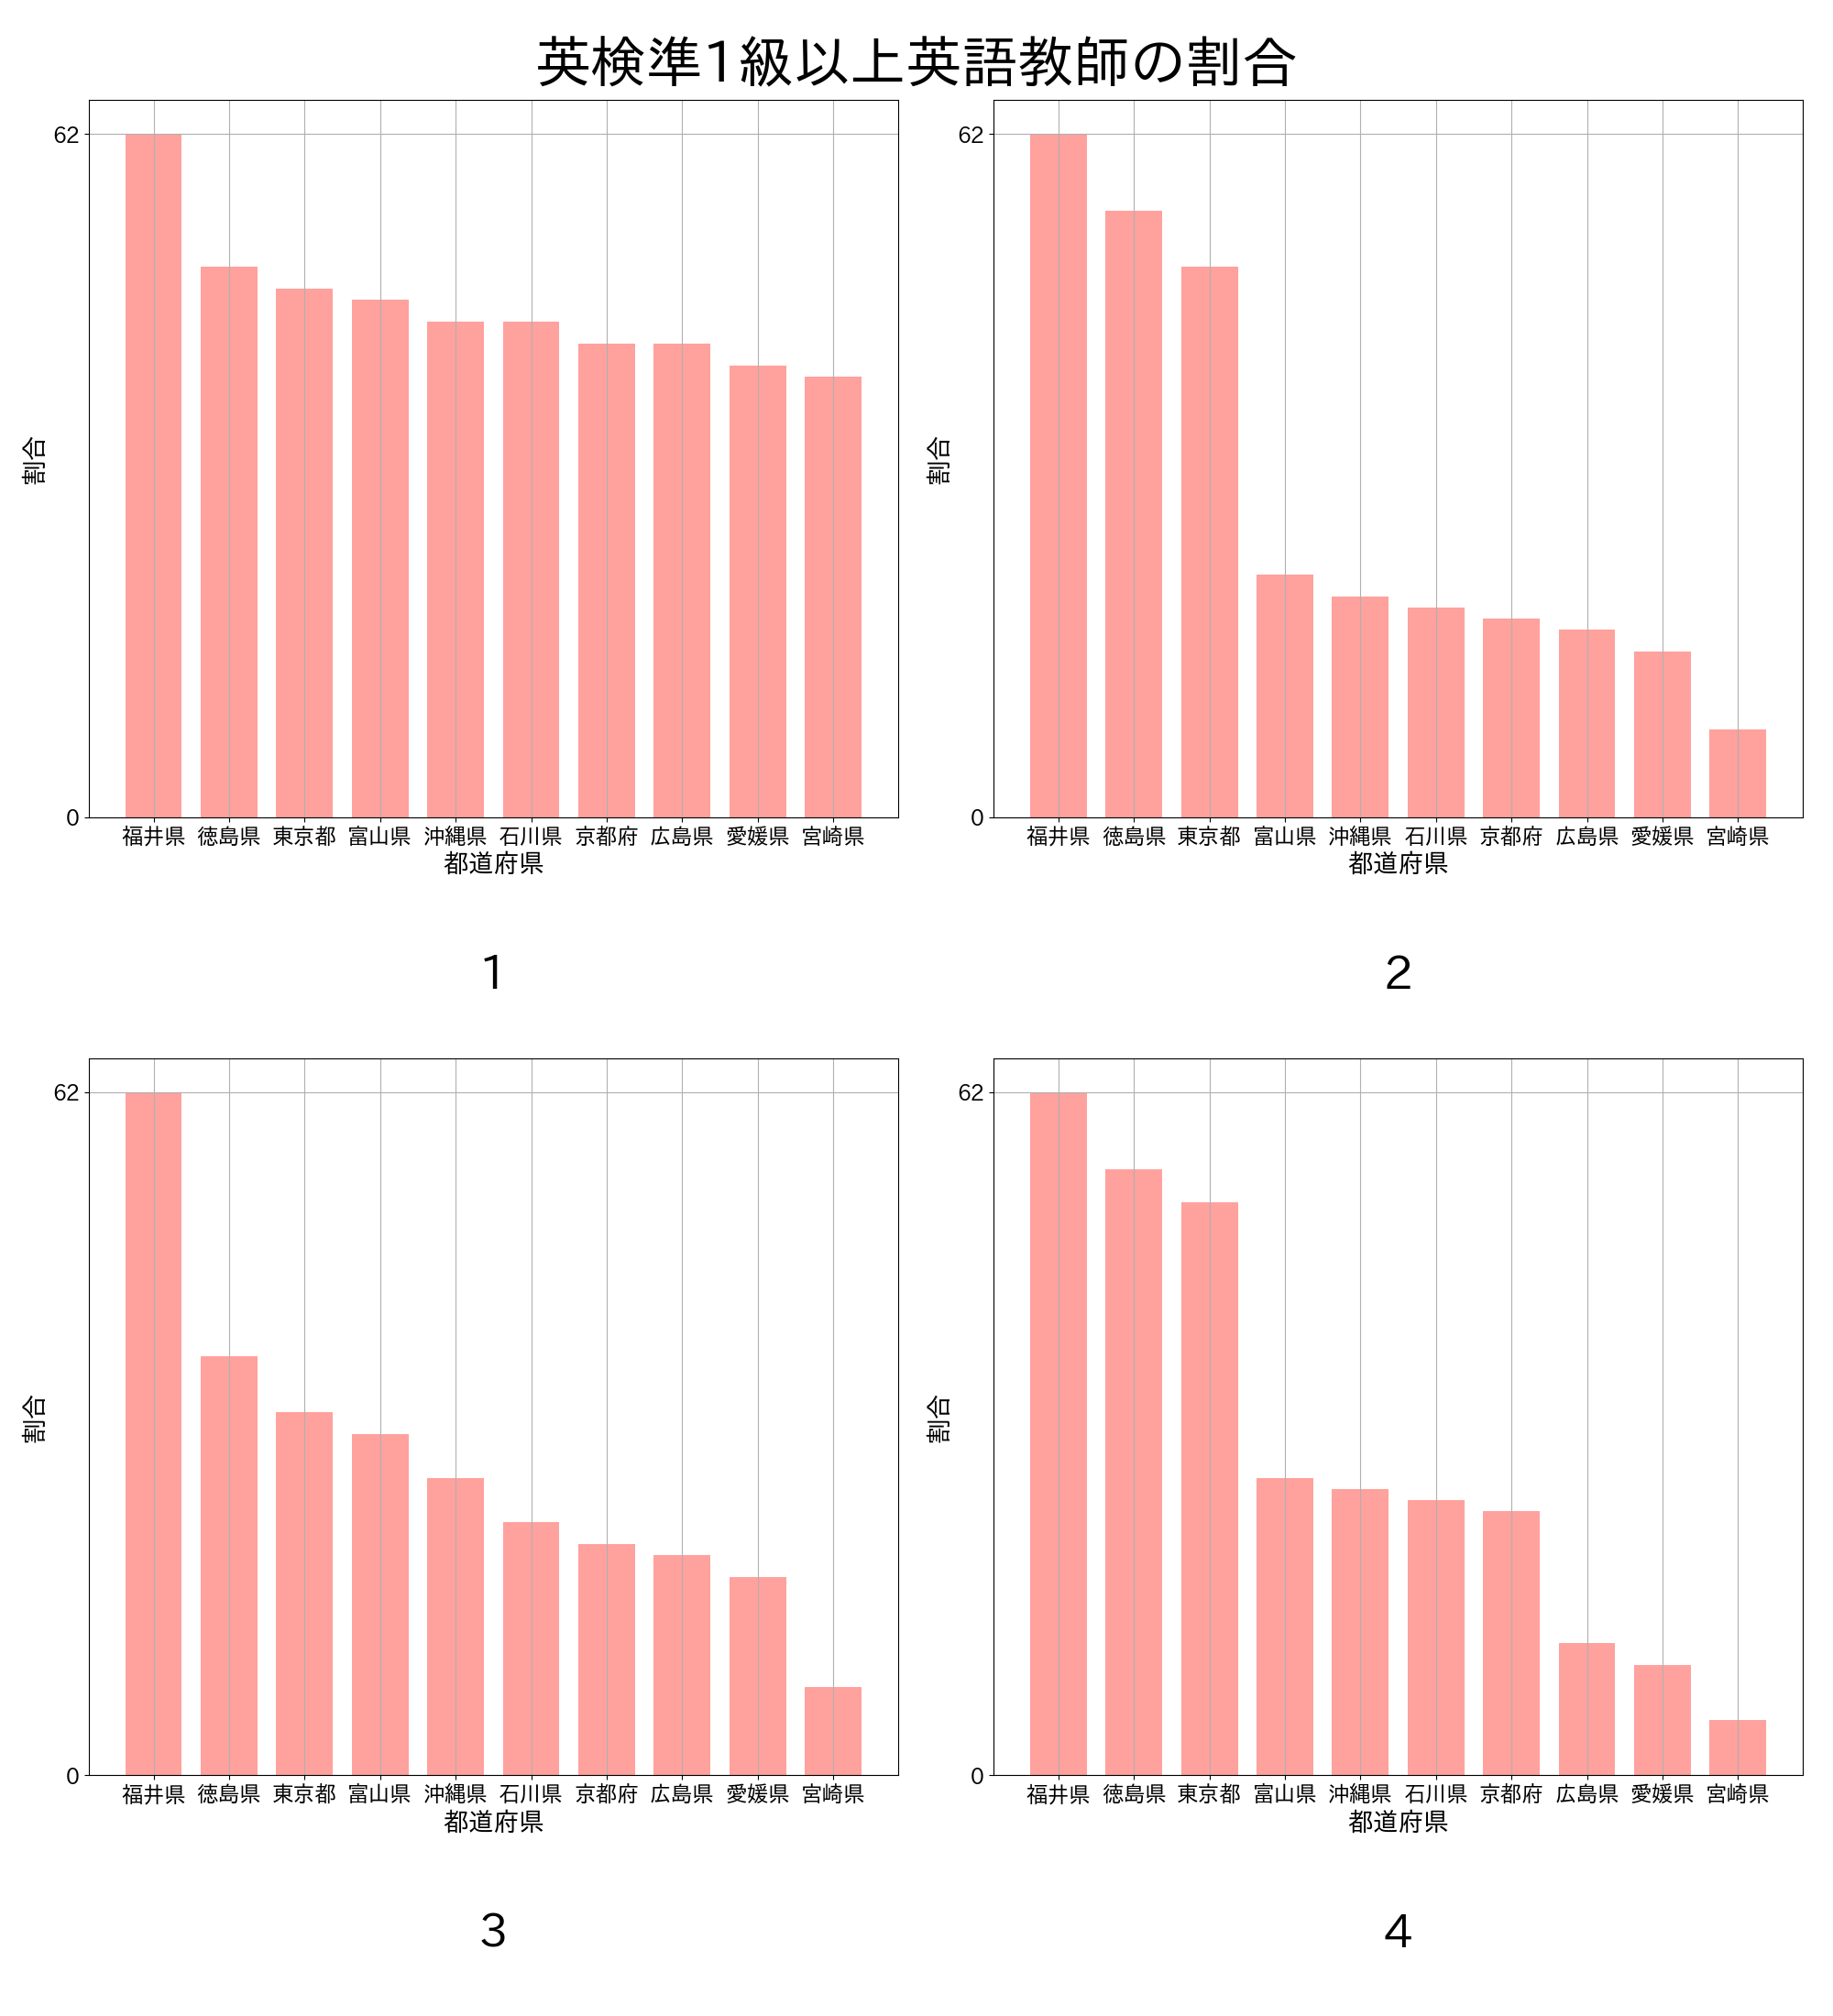 英検準1級以上英語教師の割合
62
0
割合
福井県 徳島県 東京都 富山県 沖縄県 石川県 京都府 広島県 愛媛県 宮崎県
都道府県
1
62
0
割合
福井県 徳島県 東京都 富山県 沖縄県 石川県 京都府 広島県 愛媛県 宮崎県
都道府県
2
62
0
割合
福井県 徳島県 東京都 富山県 沖縄県 石川県 京都府 広島県 愛媛県 宮崎県
都道府県
3
62
0
割合
福井県 徳島県 東京都 富山県 沖縄県 石川県 京都府 広島県 愛媛県 宮崎県
都道府県
4